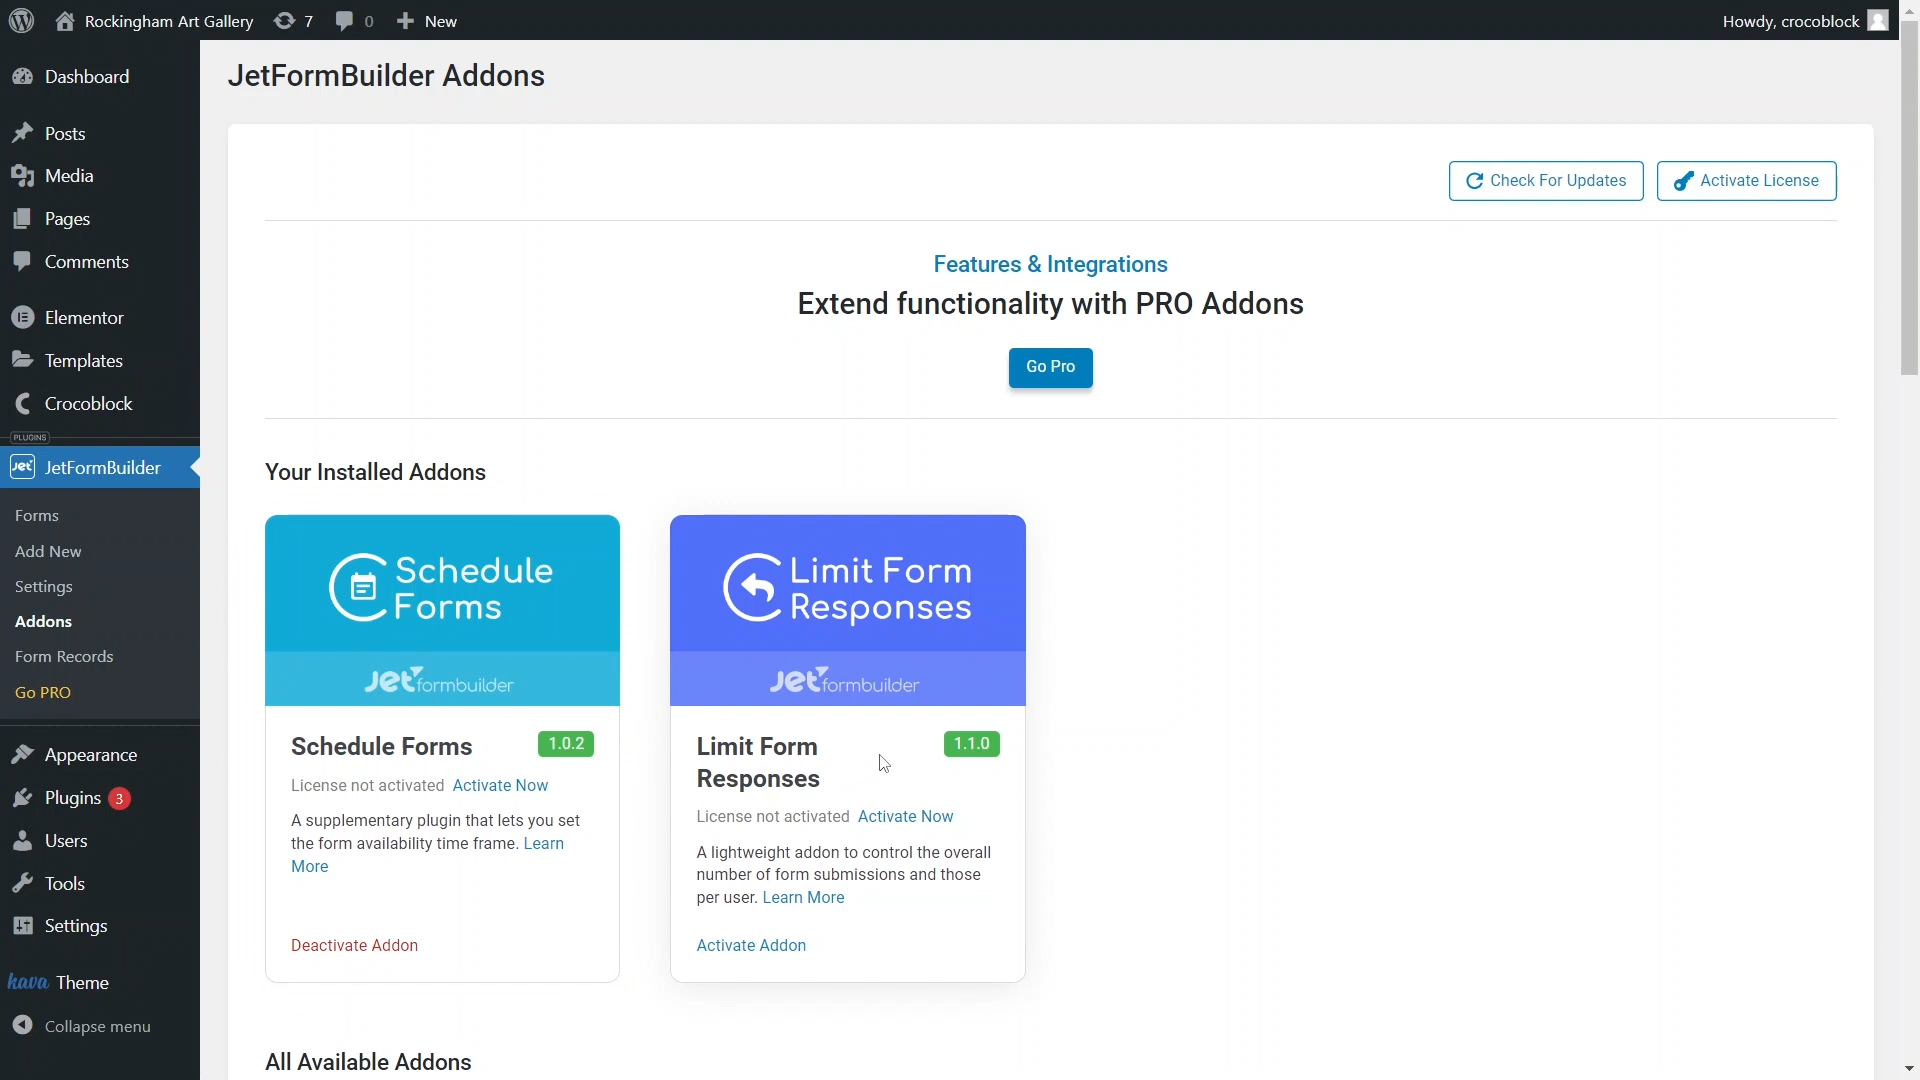 Rockingham Art Gallery 7 0 New Howdy, crocoblock
Dashboard
Posts
Media
Pages
Comments
Elementor
Templates
Crocoblock
PLUGINS
Jet JetFormBuilder
Forms
Add New
Settings
Addons
Form Records
Go PRO
Appearance
Plugins 3
Users
Tools
Settings
kava Theme
Collapse menu
JetFormBuilder Addons
Check For Updates Activate License
Features & Integrations
Extend functionality with PRO Addons
Go Pro
Your Installed Addons
Schedule
Forms
Jet formbuilder
Schedule Forms 1.0.2
License not activated Activate Now
A supplementary plugin that lets you set
the form availability time frame. Learn
More
Deactivate Addon
Limit Form
Responses
Jet formbuilder
Limit Form
Responses 1.1.0
License not activated Activate Now
A lightweight addon to control the overall
number of form submissions and those
per user. Learn More
Activate Addon
All Available Addons